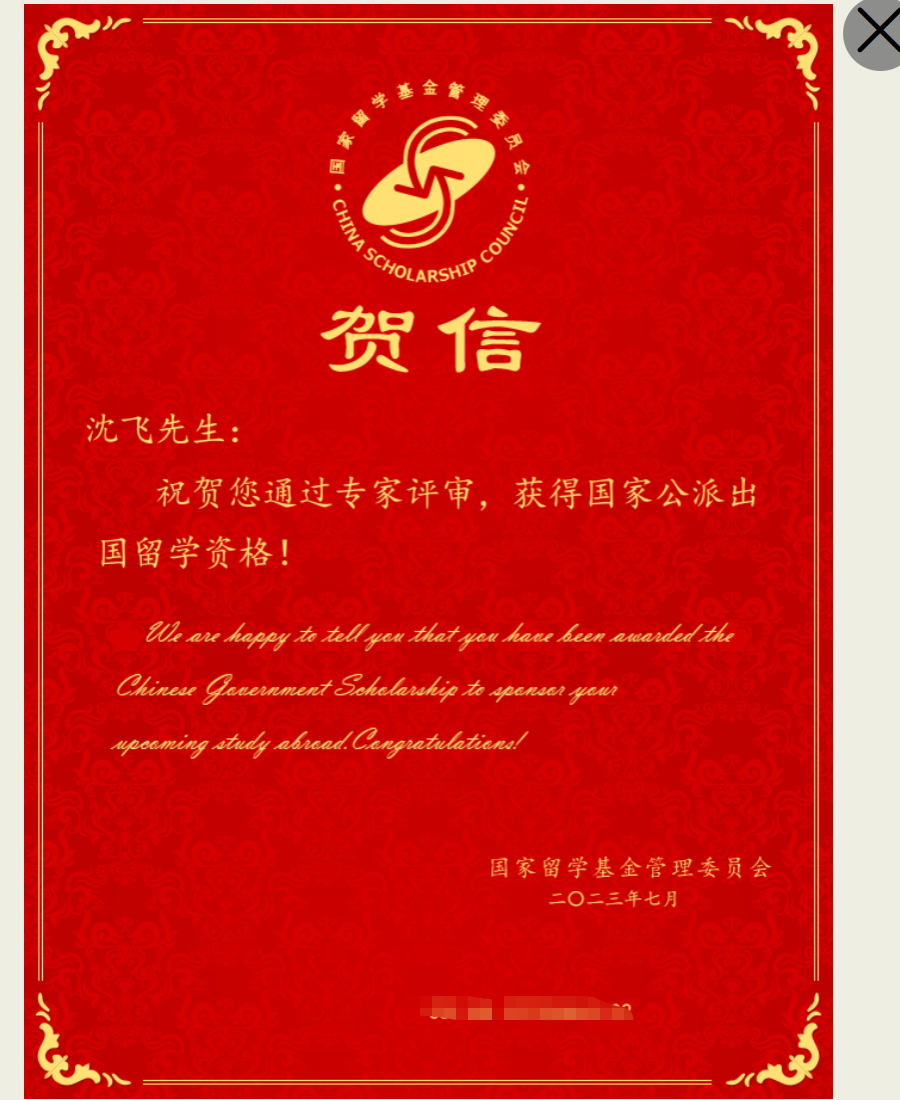 国家留学基金管理委员会
• CHINA SCHOLARSHIP COUNCIL •
贺信
沈飞先生：
祝贺您通过专家评审，获得国家公派出
国留学资格！
We are happy to tell you that you have been awarded the
Chinese Government Scholarship to sponsor your
upcoming study abroad.Congratulations!
国家留学基金管理委员会
二〇二三年七月